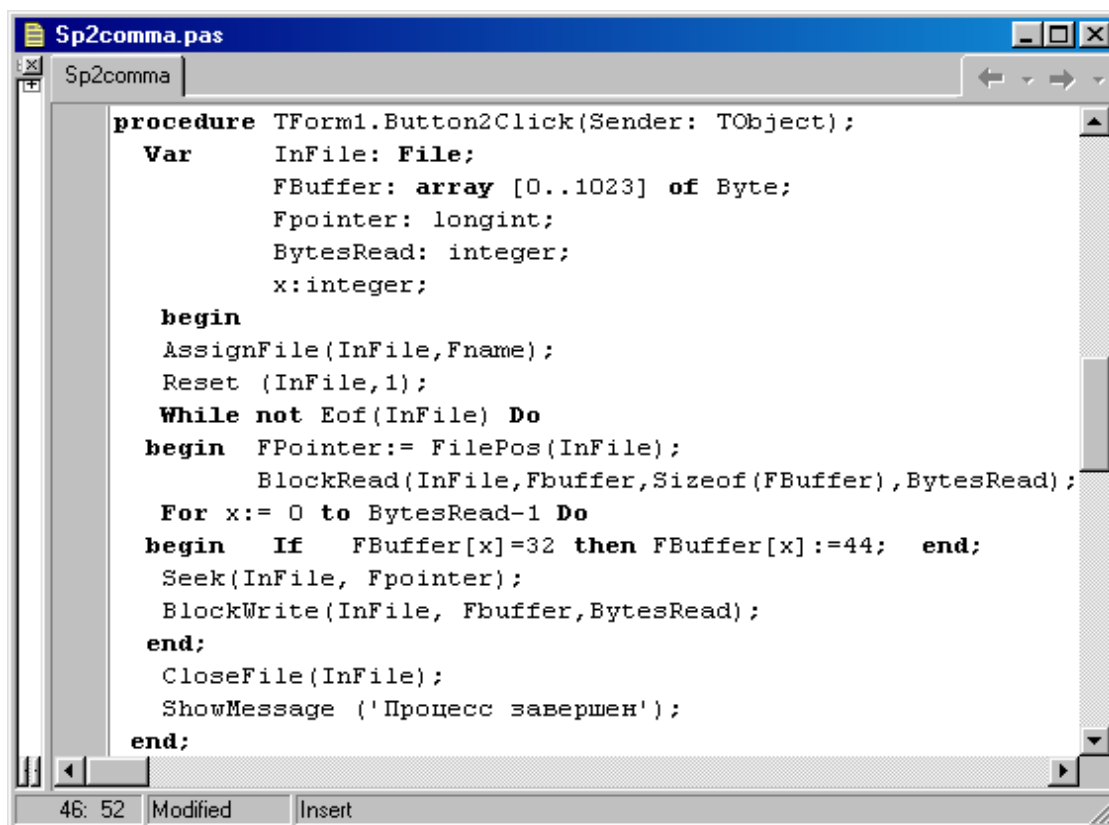 Sp2comma.pas
Sp2comma
procedure TForm1.Button2Click(Sender: TObject);
Var InFile: File;
FBuffer: array [0..1023] of Byte;
Fpointer: longint;
BytesRead: integer;
x:integer;
begin
AssignFile(InFile,Fname);
Reset (InFile,1);
While not Eof(InFile) Do
begin FPointer:= FilePos(InFile);
BlockRead(InFile,Fbuffer,Sizeof(FBuffer),BytesRead);
For x:= 0 to BytesRead-1 Do
begin If FBuffer[x]=32 then FBuffer[x]:=44; end;
Seek(InFile, Fpointer);
BlockWrite(InFile, Fbuffer,BytesRead);
end;
CloseFile(InFile);
ShowMessage ('Процесс завершен');
end;
46: 52 Modified Insert